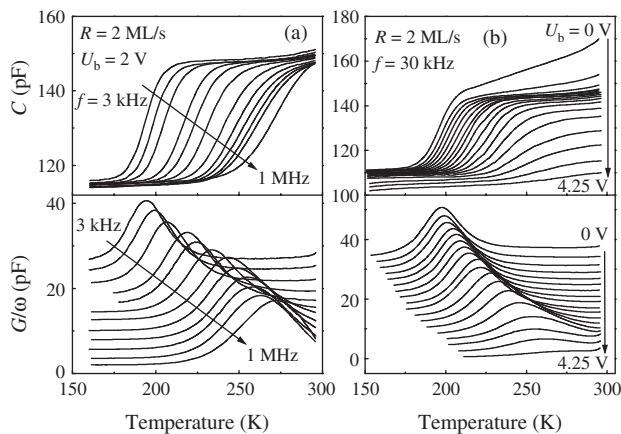 R = 2 ML/s
(a)
U_b = 2 V
f = 3 kHz
1 MHz
C (pF)
160
140
120
R = 2 ML/s
(b)
U_b: 0 V
f = 30 kHz
4.25 V
C (pF)
160
140
120
100
3 kHz
1 MHz
G/ω (pF)
40
20
0
150 200 250 300
Temperature (K)
0 V
4.25 V
40
20
0
150 200 250 300
Temperature (K)